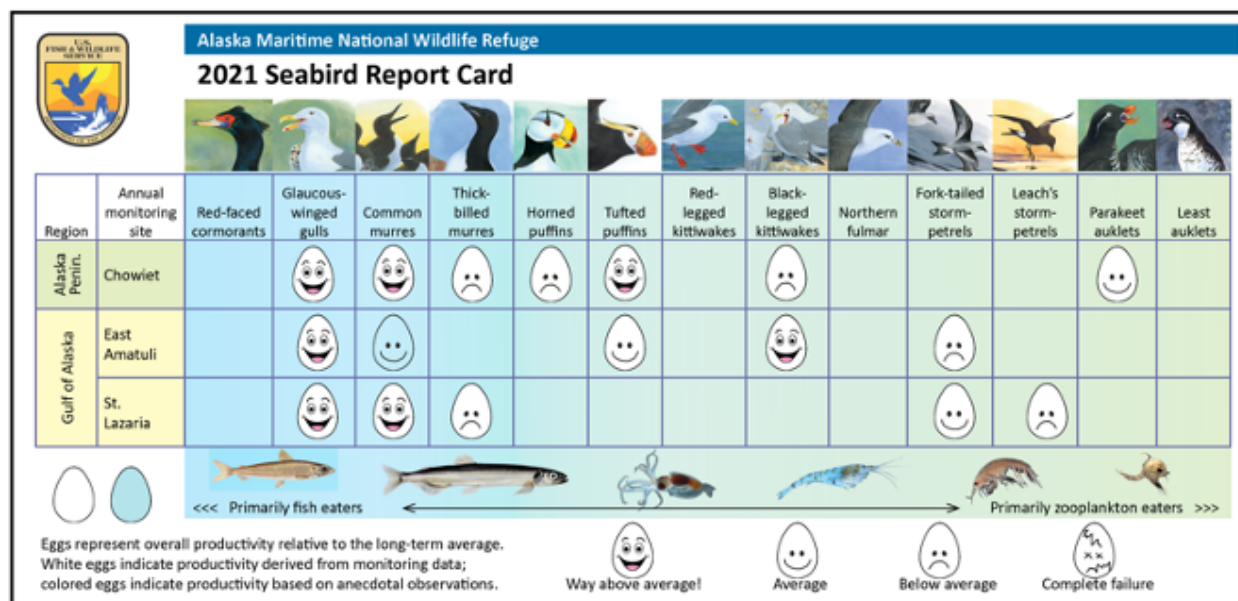 U.S.
FISH & WILDLIFE
SERVICE
Alaska Maritime National Wildlife Refuge
2021 Seabird Report Card
Region
Annual
monitoring
site
Red-faced
cormorants
Glaucous-
winged
gulls
Common
murres
Thick-
billed
murres
Horned
puffins
Tufted
puffins
Red-
legged
kittiwakes
Black-
legged
kittiwakes
Northern
fulmar
Fork-tailed
storm-
petrels
Leach's
storm-
petrels
Parakeet
auklets
Least
auklets
Alaska
Penin.
Chowiet
Gulf of Alaska
East
Amatuli
St.
Lazaria
<<< Primarily fish eaters
Primarily zooplankton eaters >>>
Eggs represent overall productivity relative to the long-term average.
White eggs indicate productivity derived from monitoring data;
colored eggs indicate productivity based on anecdotal observations.
Way above average!
Average
Below average
Complete failure